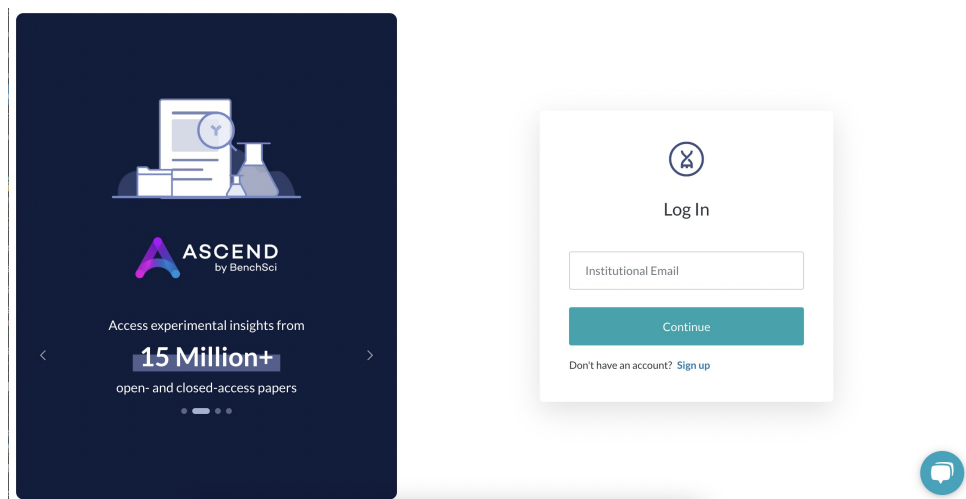 ASCEND
by BenchSci
Access experimental insights from
15 Million+
open- and closed-access papers
Log In
Institutional Email
Continue
Don't have an account? Sign up